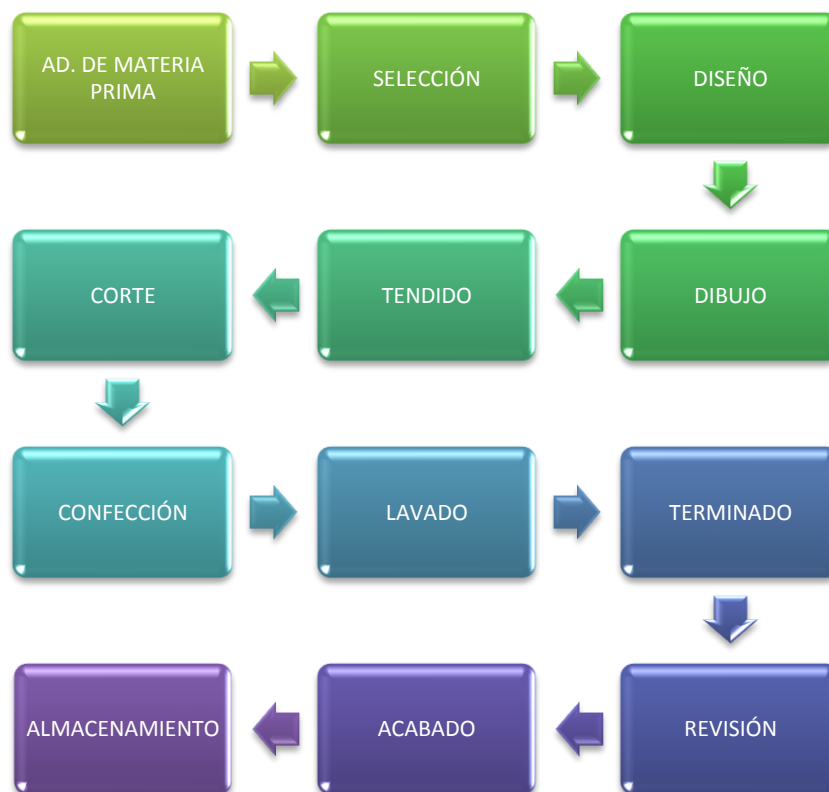 AD. DE MATERIA
PRIMA
SELECCIÓN
DISEÑO
DIBUJO
TENDIDO
CORTE
CONFECCIÓN
LAVADO
TERMINADO
REVISIÓN
ACABADO
ALMACENAMIENTO